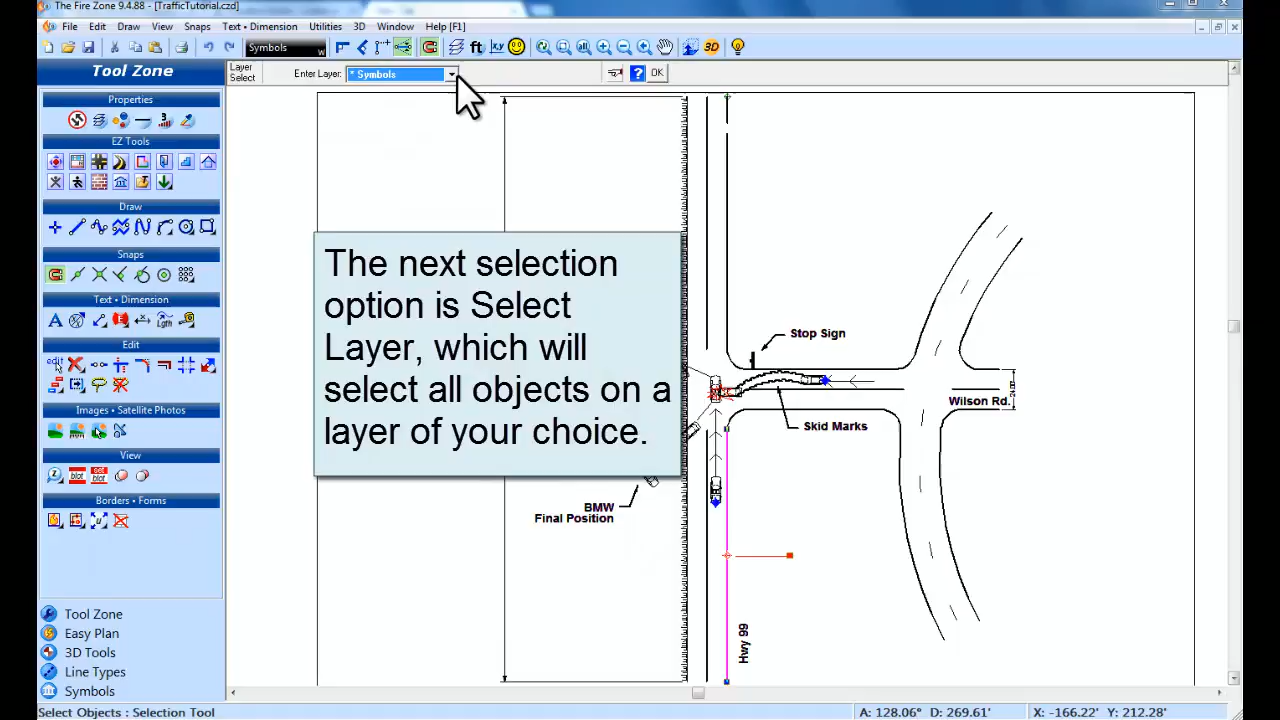 The Fire Zone 9.4.88 - [TrafficTutorial.czd]
File Edit Draw View Snaps Text • Dimension Utilities 3D Window Help [F1]
Symbols
ft
xy
3D
Tool Zone
Layer
Select
Enter Layer: * Symbols
OK
Properties
EZ Tools
Draw
Snaps
Text • Dimension
Edit
Images • Satellite Photos
View
Borders • Forms
Tool Zone
Easy Plan
3D Tools
Line Types
Symbols
The next selection
option is Select
Layer, which will
select all objects on a
layer of your choice.
Stop Sign
Wilson Rd.
Skid Marks
BMW
Final Position
Hwy 99
Select Objects : Selection Tool
A: 128.06° D: 269.61'
X: -166.22' Y: 212.28'